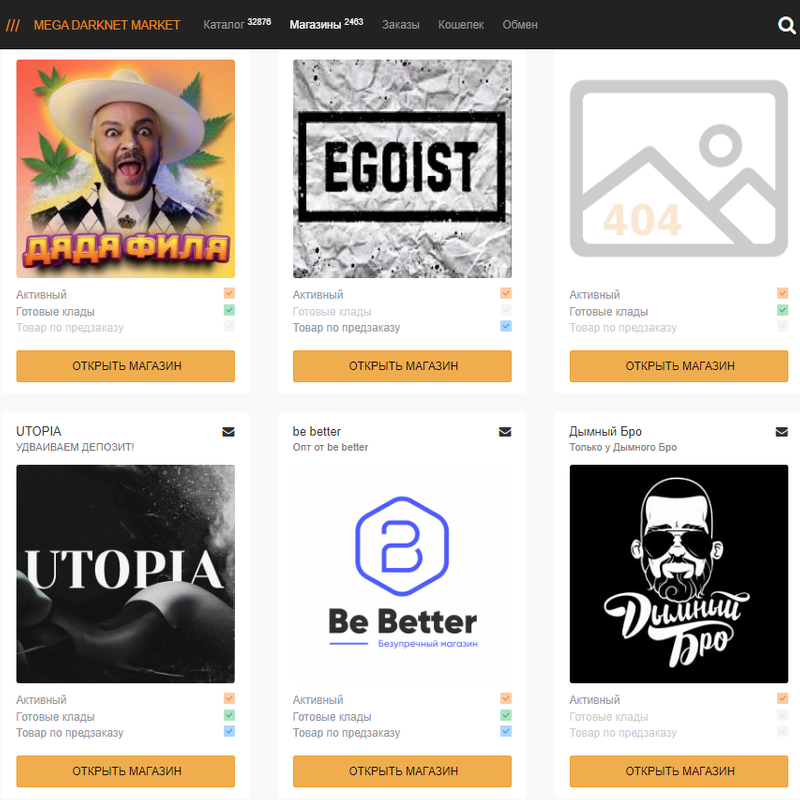 /// MEGA DARKNET MARKET Каталог 32876 Магазины 2463 Заказы Кошелек Обмен
ДЯДЯ ФИЛЯ
EGOIST
404
Активный
Готовые клады
Товар по предзаказу
ОТКРЫТЬ МАГАЗИН
Активный
Готовые клады
Товар по предзаказу
ОТКРЫТЬ МАГАЗИН
Активный
Готовые клады
Товар по предзаказу
ОТКРЫТЬ МАГАЗИН
UTOPIA
УДВАИВАЕМ ДЕПОЗИТ!
UTOPIA
Активный
Готовые клады
Товар по предзаказу
ОТКРЫТЬ МАГАЗИН
be better
Опт от be better
Be Better
Безупречный магазин
Активный
Готовые клады
Товар по предзаказу
ОТКРЫТЬ МАГАЗИН
Дымный Бро
Только у Дымного Бро
Дымный
Бро
Активный
Готовые клады
Товар по предзаказу
ОТКРЫТЬ МАГАЗИН